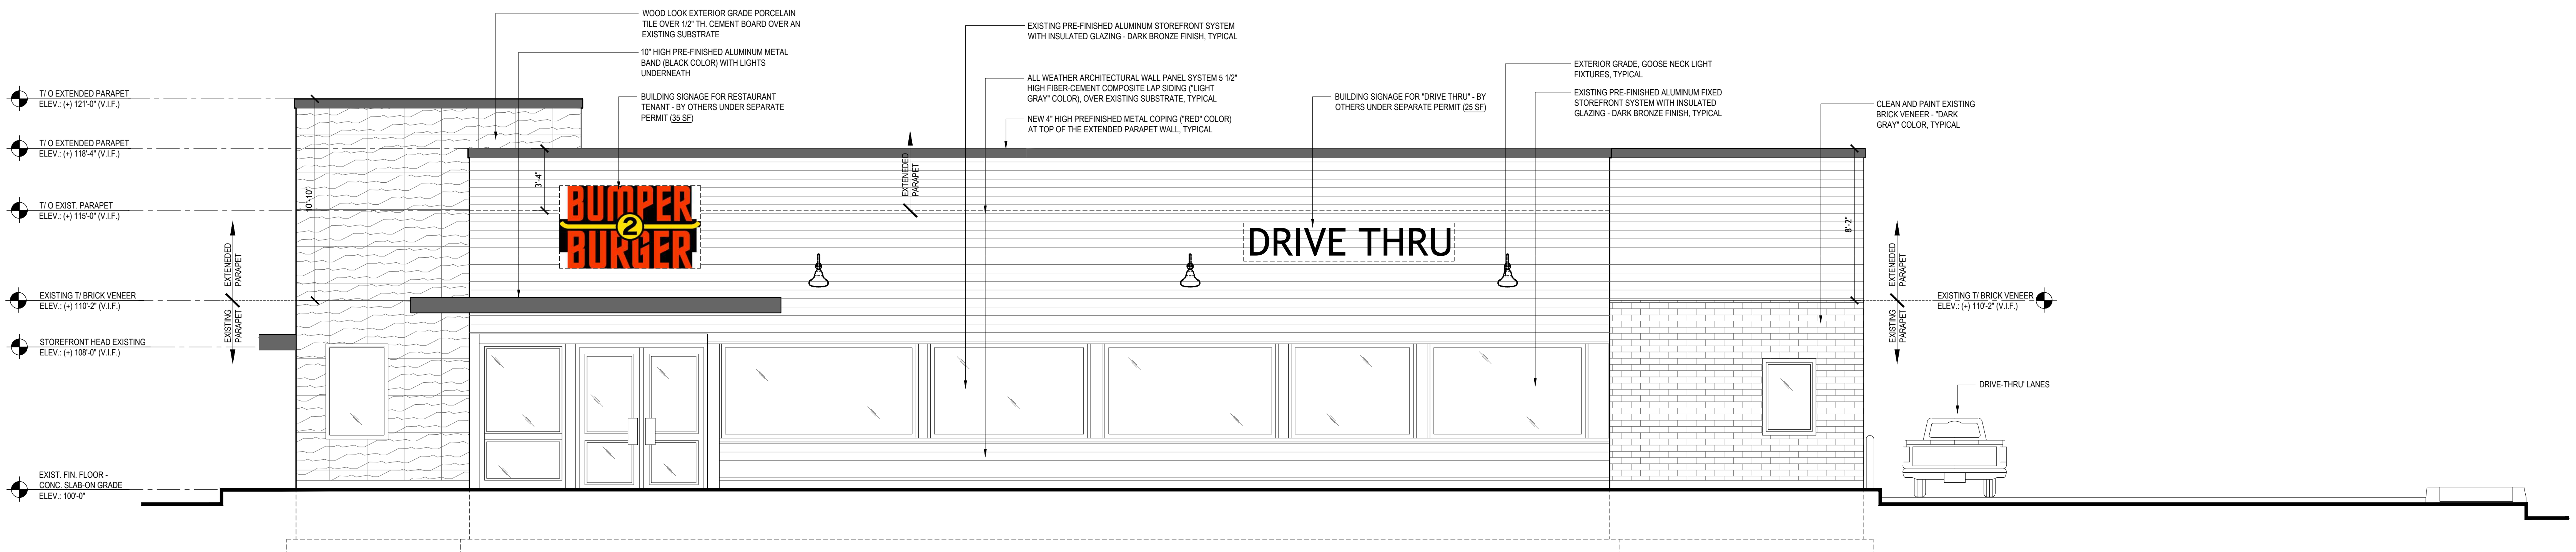 WOOD LOOK EXTERIOR GRADE PORCELAIN
TILE OVER 1/2" TH. CEMENT BOARD OVER AN
EXISTING SUBSTRATE
10" HIGH PRE-FINISHED ALUMINUM METAL
BAND (BLACK COLOR) WITH LIGHTS
UNDERNEATH
BUILDING SIGNAGE FOR RESTAURANT
TENANT - BY OTHERS UNDER SEPARATE
PERMIT (35 SF)
EXISTING PRE-FINISHED ALUMINUM STOREFRONT SYSTEM
WITH INSULATED GLAZING - DARK BRONZE FINISH, TYPICAL
ALL WEATHER ARCHITECTURAL WALL PANEL SYSTEM 5 1/2"
HIGH FIBER-CEMENT COMPOSITE LAP SIDING ("LIGHT
GRAY" COLOR), OVER EXISTING SUBSTRATE, TYPICAL
NEW 4" HIGH PREFINISHED METAL COPING ("RED" COLOR)
AT TOP OF THE EXTENDED PARAPET WALL, TYPICAL
BUILDING SIGNAGE FOR "DRIVE THRU" - BY
OTHERS UNDER SEPARATE PERMIT (25 SF)
EXTERIOR GRADE, GOOSE NECK LIGHT
FIXTURES, TYPICAL
EXISTING PRE-FINISHED ALUMINUM FIXED
STOREFRONT SYSTEM WITH INSULATED
GLAZING - DARK BRONZE FINISH, TYPICAL
CLEAN AND PAINT EXISTING
BRICK VENEER - "DARK
GRAY" COLOR, TYPICAL
T/ O EXTENDED PARAPET
ELEV.: (+) 121'-0" (V.I.F.)
T/ O EXTENDED PARAPET
ELEV.: (+) 118'-4" (V.I.F.)
T/ O EXIST. PARAPET
ELEV.: (+) 115'-0" (V.I.F.)
EXISTING T/ BRICK VENEER
ELEV.: (+) 110'-2" (V.I.F.)
STOREFRONT HEAD EXISTING
ELEV.: (+) 108'-0" (V.I.F.)
EXIST. FIN. FLOOR -
CONC. SLAB-ON GRADE
ELEV.: 100'-0"
EXTENEDED
PARAPET
EXISTING
PARAPET
10'-10"
3'-4"
BUMPER
2
BURGER
EXTENEDED
PARAPET
DRIVE THRU
8'-2"
EXTENEDED
PARAPET
EXISTING
PARAPET
EXISTING T/ BRICK VENEER
ELEV.: (+) 110'-2" (V.I.F.)
DRIVE-THRU' LANES